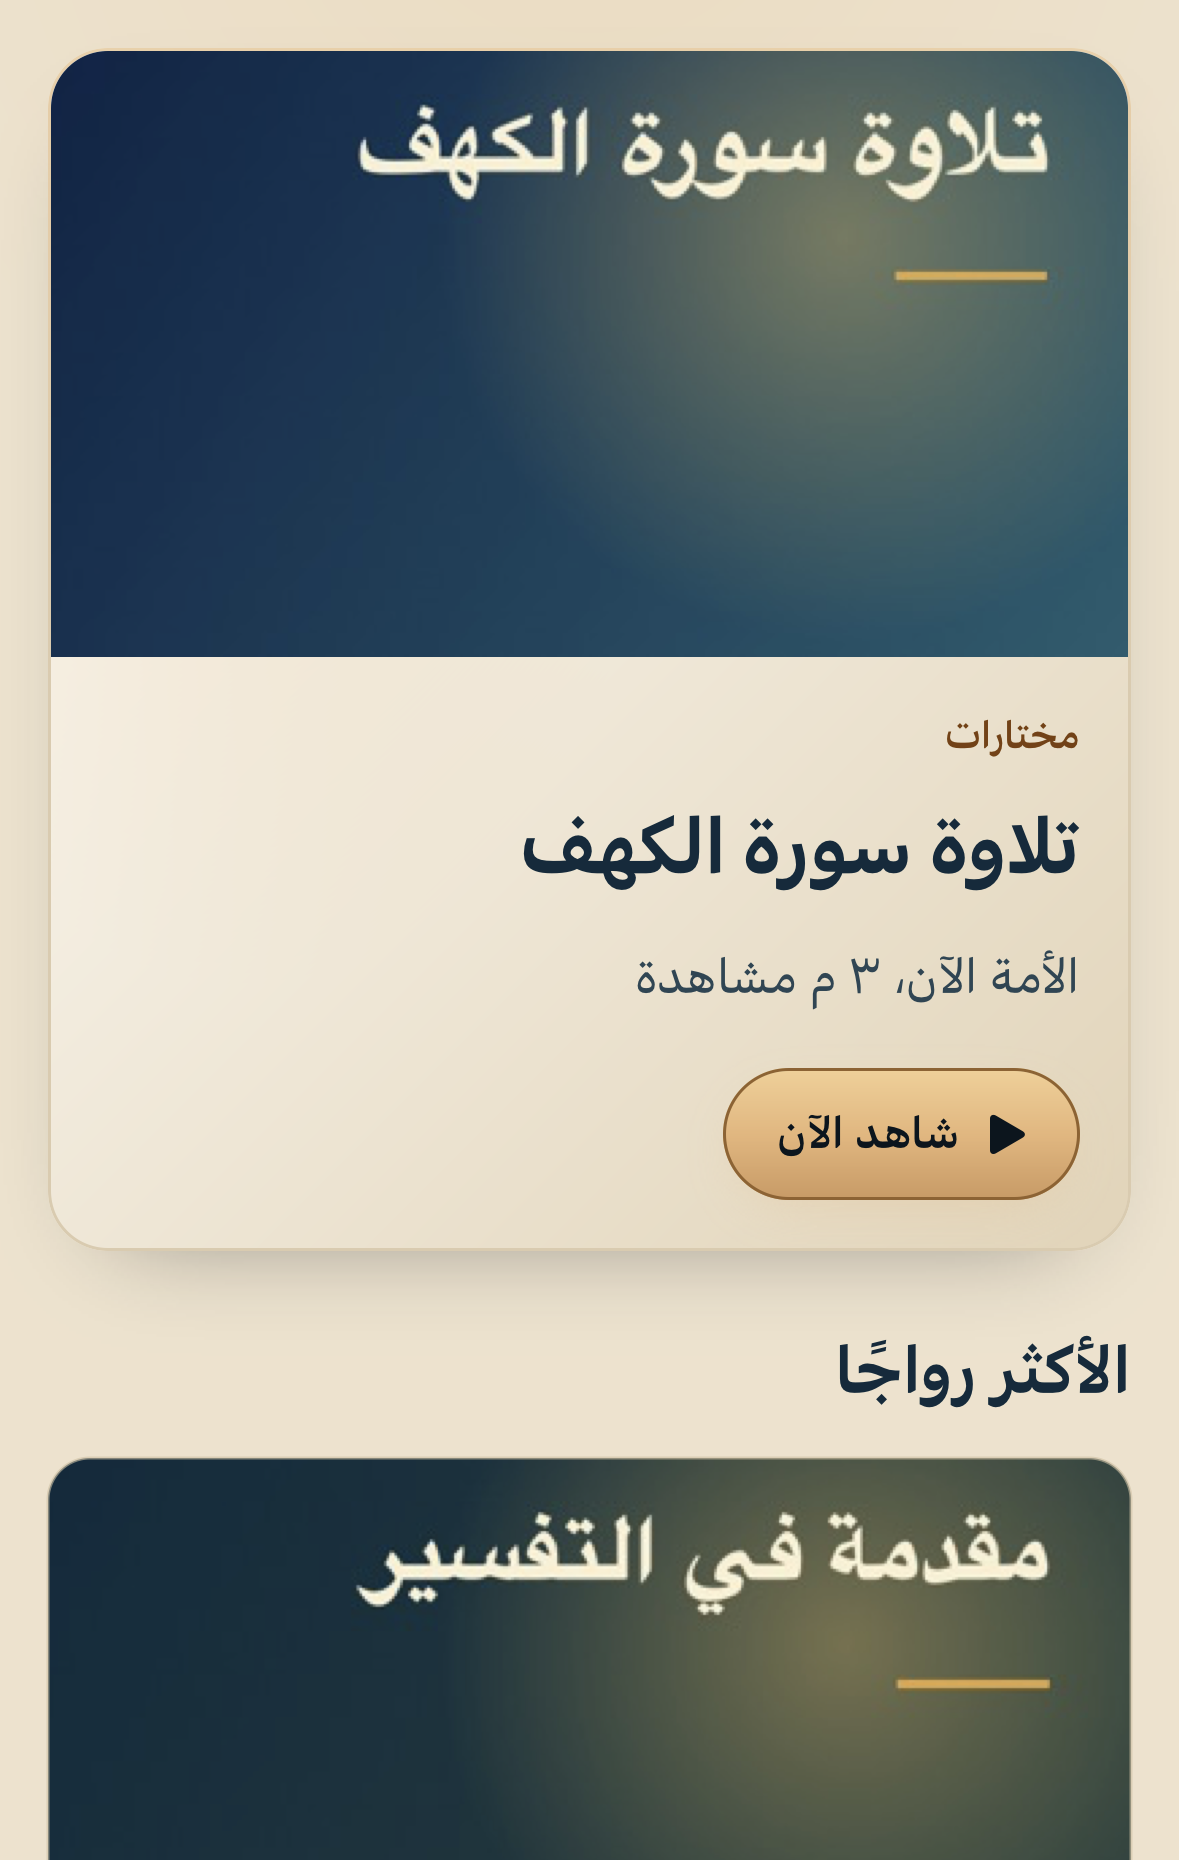 تلاوة سورة الكهف
مختارات
تلاوة سورة الكهف
الأمة الآن، ٣ م مشاهدة
شاهد الآن
الأكثر رواجًا
مقدمة في التفسير